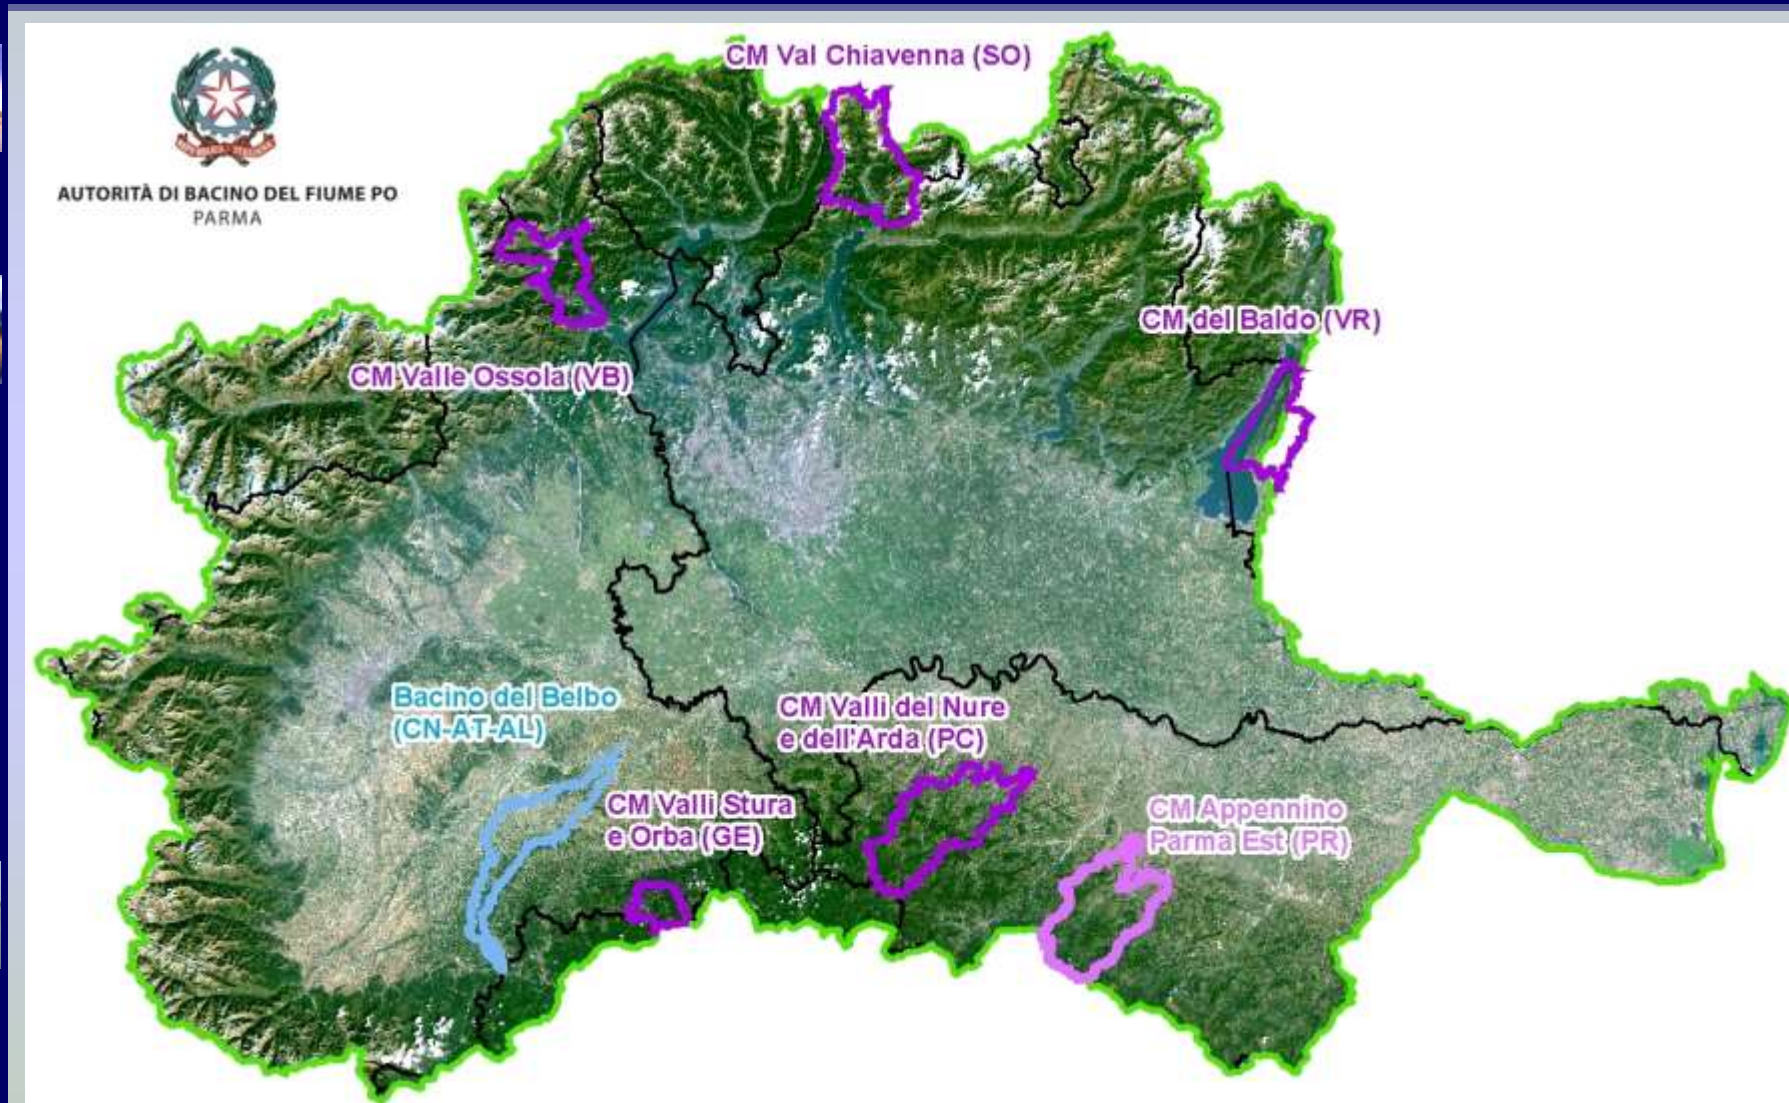 CM Val Chiavenna (SO)
AUTORITÀ DI BACINO DEL FIUME PO
PARMA
CM del Baldo (VR)
CM Valle Ossola (VB)
Bacino del Belbo
(CN-AT-AL)
CM Valli del Nure
e dell'Arda (PC)
CM Valli Stura
e Orba (GE)
CM Appennino
Parma Est (PR)